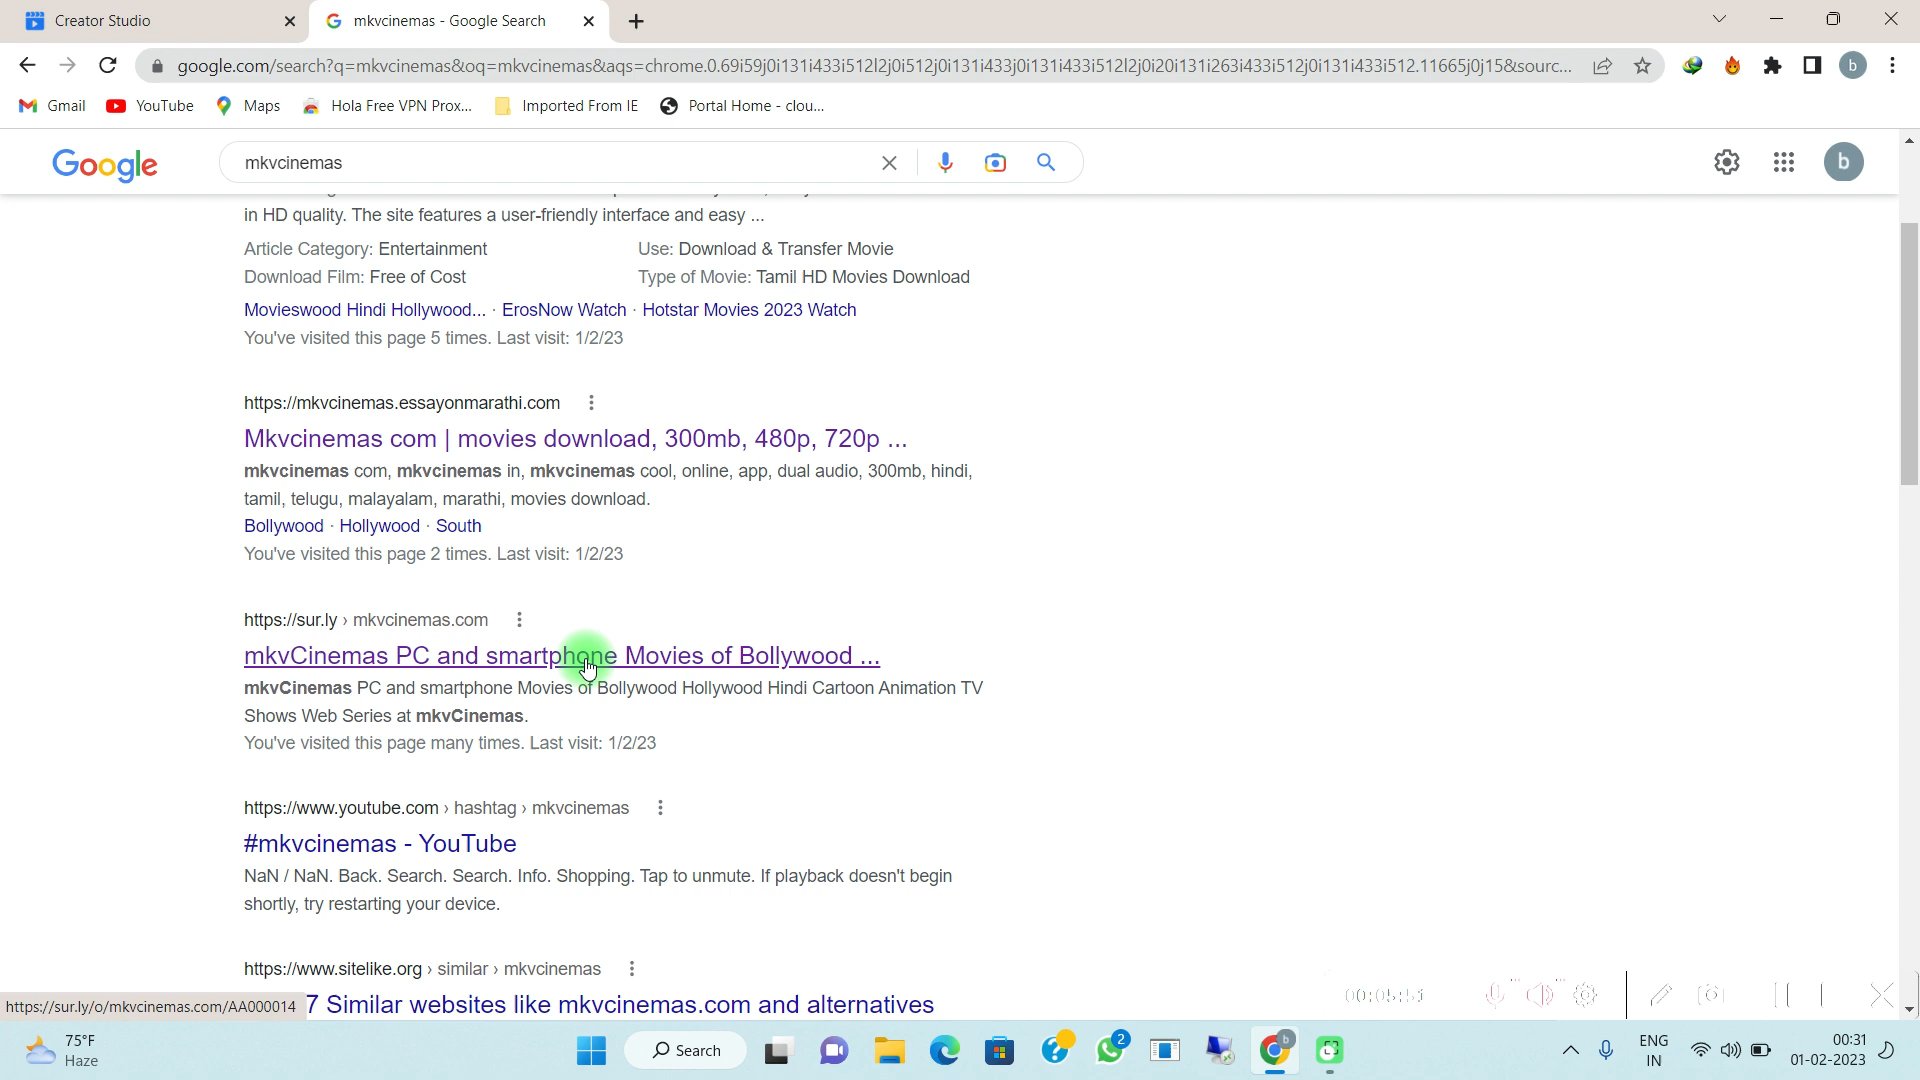 Creator Studio
mkvcinemas - Google Search
google.com/search?q=mkvcinemas&oq=mkvcinemas&aqs=chrome.0.69i59j0i131i433i512l2j0i512j0i131i433j0i131i433i512l2j0i20i131i263i433i512j0i131i433i512.11665j0j15&sourc...
b
Gmail
YouTube
Maps
Hola Free VPN Prox...
Imported From IE
Portal Home - clou...
Google
mkvcinemas
b
in HD quality. The site features a user-friendly interface and easy ...
Article Category: Entertainment
Use: Download & Transfer Movie
Download Film: Free of Cost
Type of Movie: Tamil HD Movies Download
Movieswood Hindi Hollywood... · ErosNow Watch · Hotstar Movies 2023 Watch
You've visited this page 5 times. Last visit: 1/2/23
https://mkvcinemas.essayonmarathi.com
Mkvcinemas com | movies download, 300mb, 480p, 720p ...
mkvcinemas com, mkvcinemas in, mkvcinemas cool, online, app, dual audio, 300mb, hindi,
tamil, telugu, malayalam, marathi, movies download.
Bollywood · Hollywood · South
You've visited this page 2 times. Last visit: 1/2/23
https://sur.ly › mkvcinemas.com
mkvCinemas PC and smartphone Movies of Bollywood ...
mkvCinemas PC and smartphone Movies of Bollywood Hollywood Hindi Cartoon Animation TV
Shows Web Series at mkvCinemas.
You've visited this page many times. Last visit: 1/2/23
https://www.youtube.com › hashtag › mkvcinemas
#mkvcinemas - YouTube
NaN / NaN. Back. Search. Search. Info. Shopping. Tap to unmute. If playback doesn't begin
shortly, try restarting your device.
https://www.sitelike.org › similar › mkvcinemas
7 Similar websites like mkvcinemas.com and alternatives
https://sur.ly/o/mkvcinemas.com/AA000014
00:05:51
75°F
Haze
Search
2
b
ENG
IN
00:31
01-02-2023